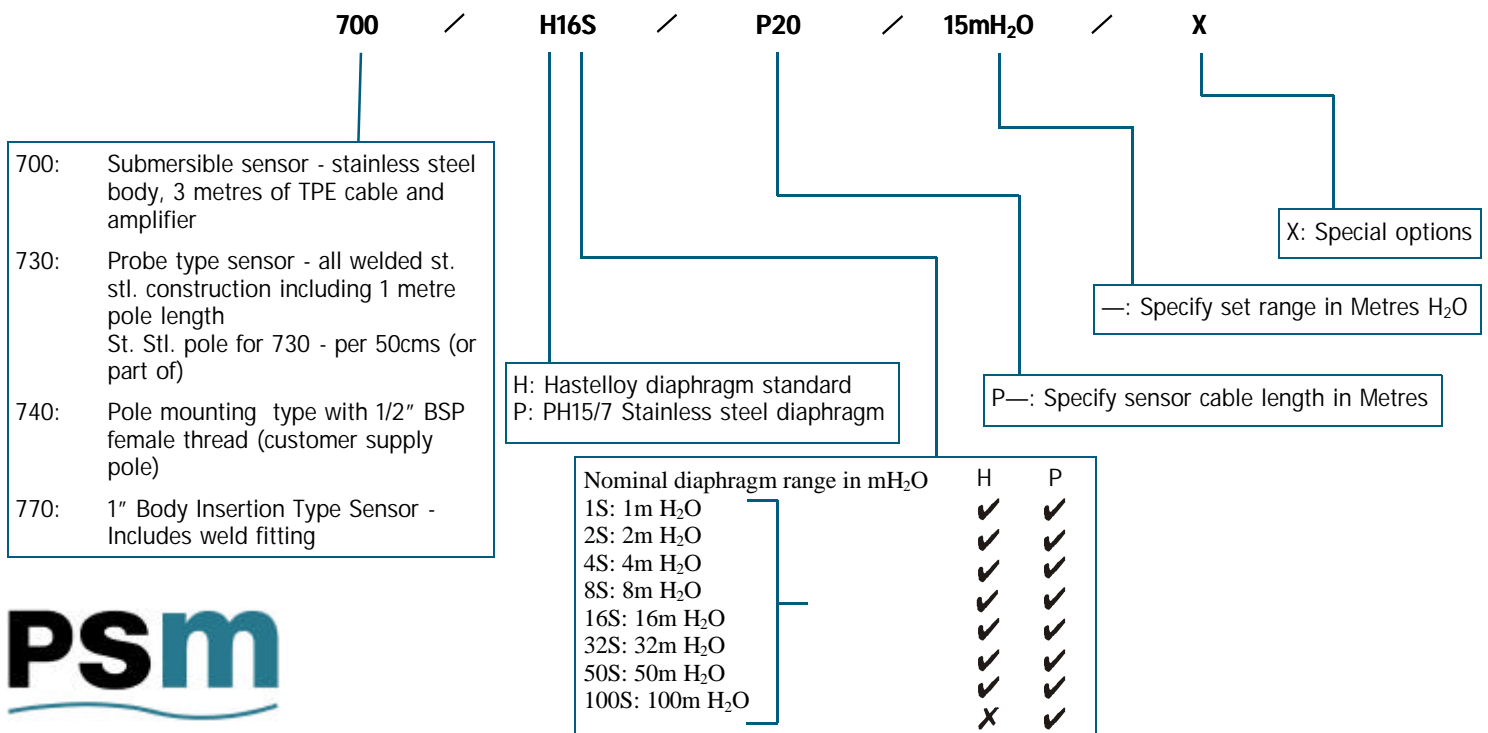 700 / H16S / P20 / 15mH₂O / X
700: Submersible sensor - stainless steel
body, 3 metres of TPE cable and
amplifier
730: Probe type sensor - all welded st.
stl. construction including 1 metre
pole length
St. Stl. pole for 730 - per 50cms (or
part of)
740: Pole mounting type with 1/2" BSP
female thread (customer supply
pole)
770: 1" Body Insertion Type Sensor -
Includes weld fitting
X: Special options
—: Specify set range in Metres H₂O
P—: Specify sensor cable length in Metres
H: Hastelloy diaphragm standard
P: PH15/7 Stainless steel diaphragm
Nominal diaphragm range in mH₂O H P
1S: 1m H₂O ✔ ✔
2S: 2m H₂O ✔ ✔
4S: 4m H₂O ✔ ✔
8S: 8m H₂O ✔ ✔
16S: 16m H₂O ✔ ✔
32S: 32m H₂O ✔ ✔
50S: 50m H₂O ✔ ✔
100S: 100m H₂O ✗ ✔
PSm